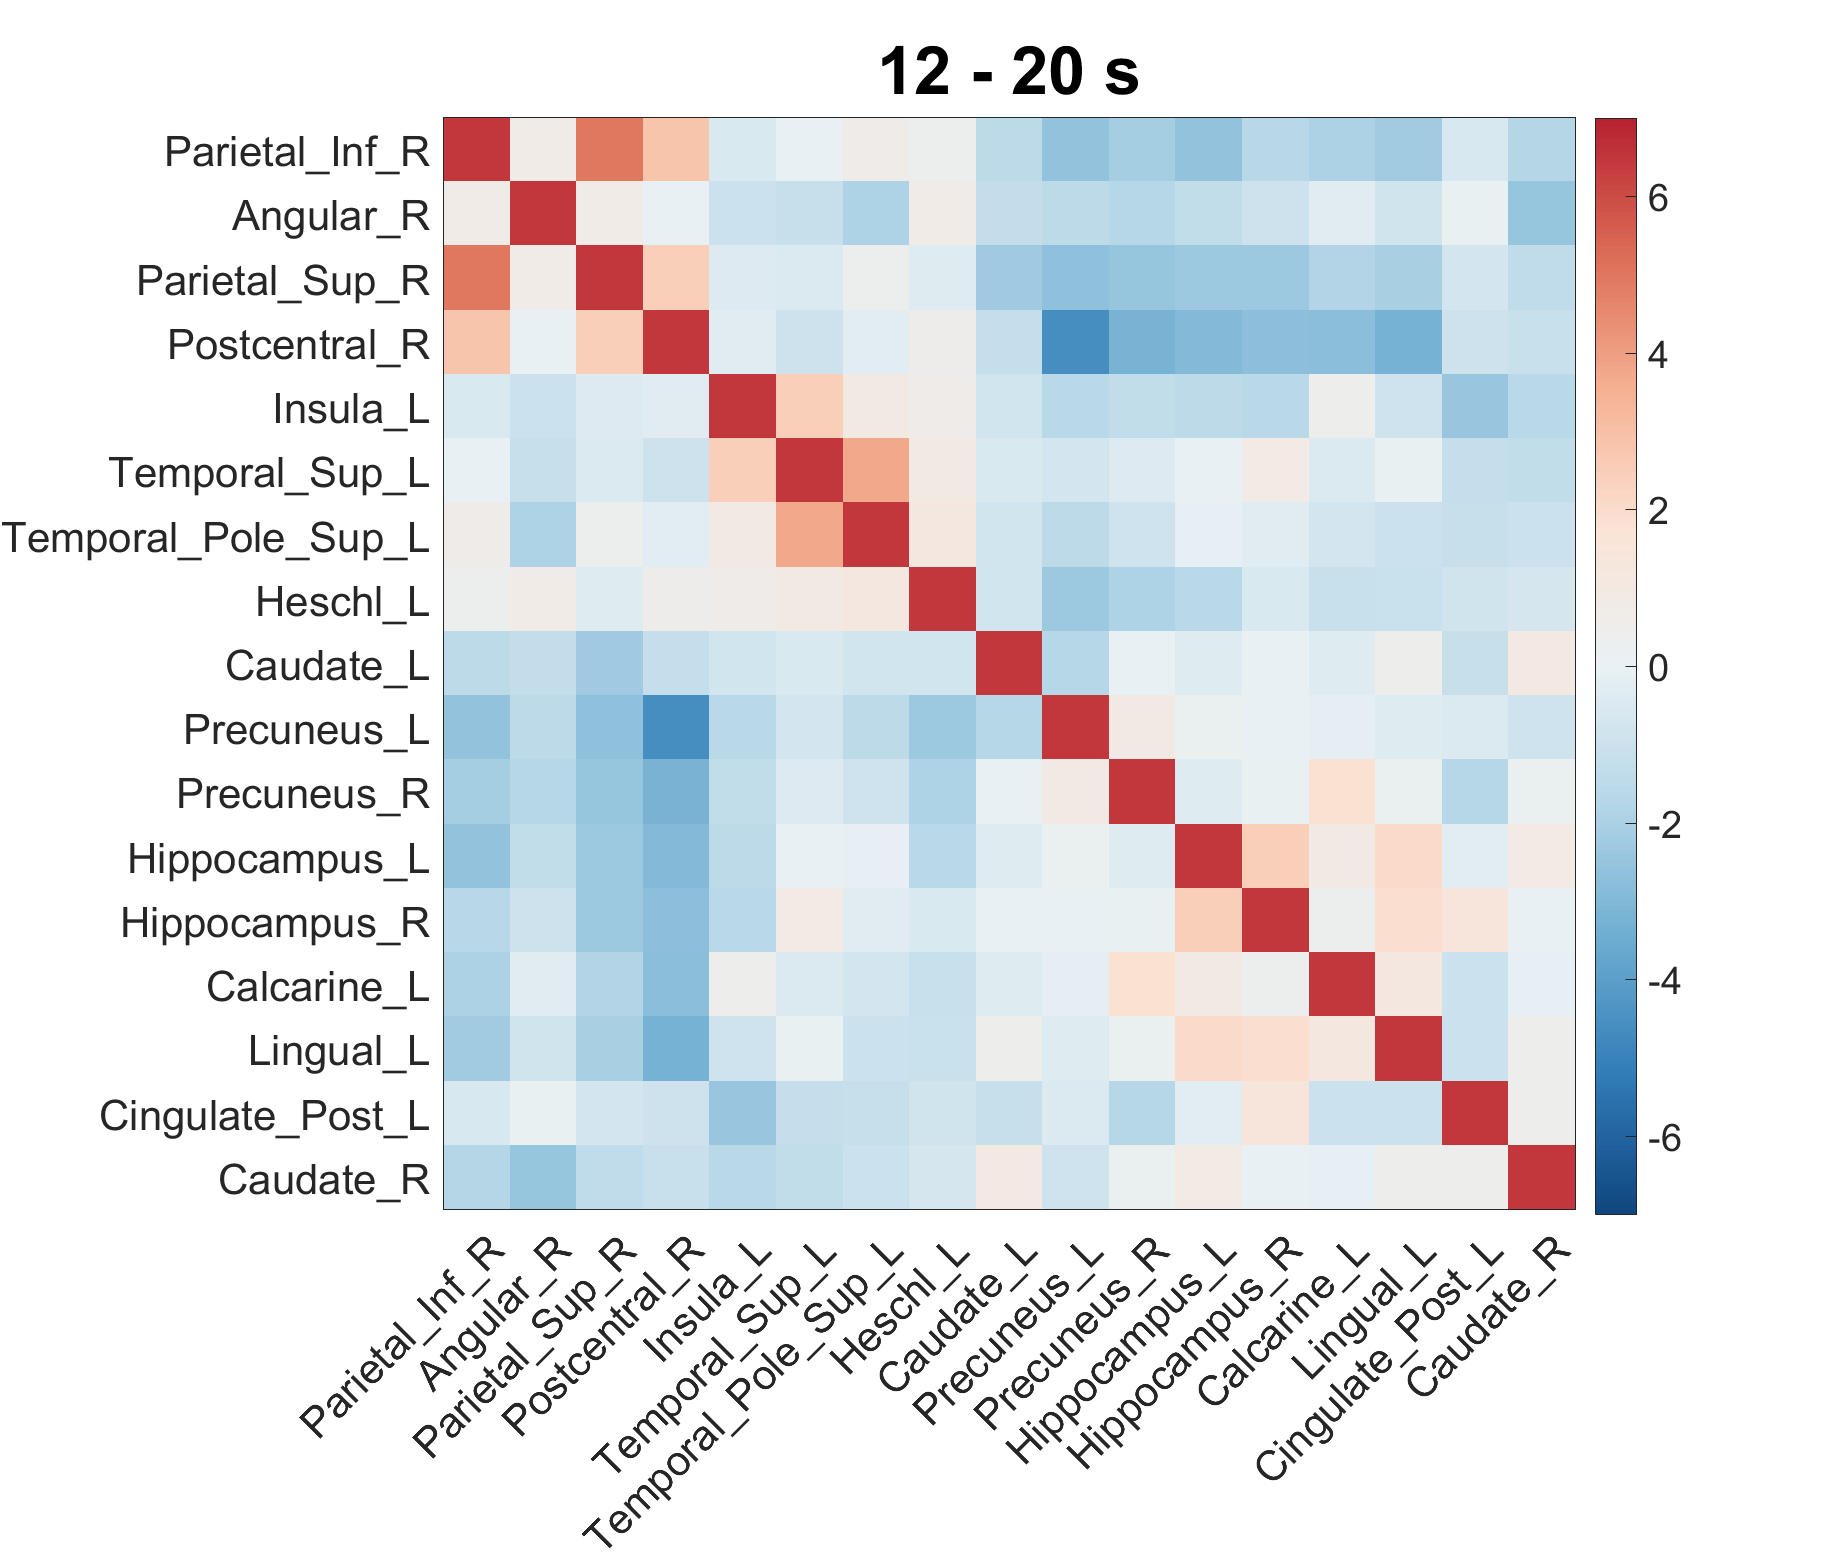 12 - 20 s
Parietal_Inf_R
Angular_R
Parietal_Sup_R
Postcentral_R
Insula_L
Temporal_Sup_L
Temporal_Pole_Sup_L
Heschl_L
Caudate_L
Precuneus_L
Precuneus_R
Hippocampus_L
Hippocampus_R
Calcarine_L
Lingual_L
Cingulate_Post_L
Caudate_R
6
4
2
0
-2
-4
-6
Parietal_Inf_R
Angular_R
Parietal_Sup_R
Postcentral_R
Insula_L
Temporal_Sup_L
Temporal_Pole_Sup_L
Heschl_L
Caudate_L
Precuneus_L
Precuneus_R
Hippocampus_L
Hippocampus_R
Calcarine_L
Lingual_L
Cingulate_Post_L
Caudate_R